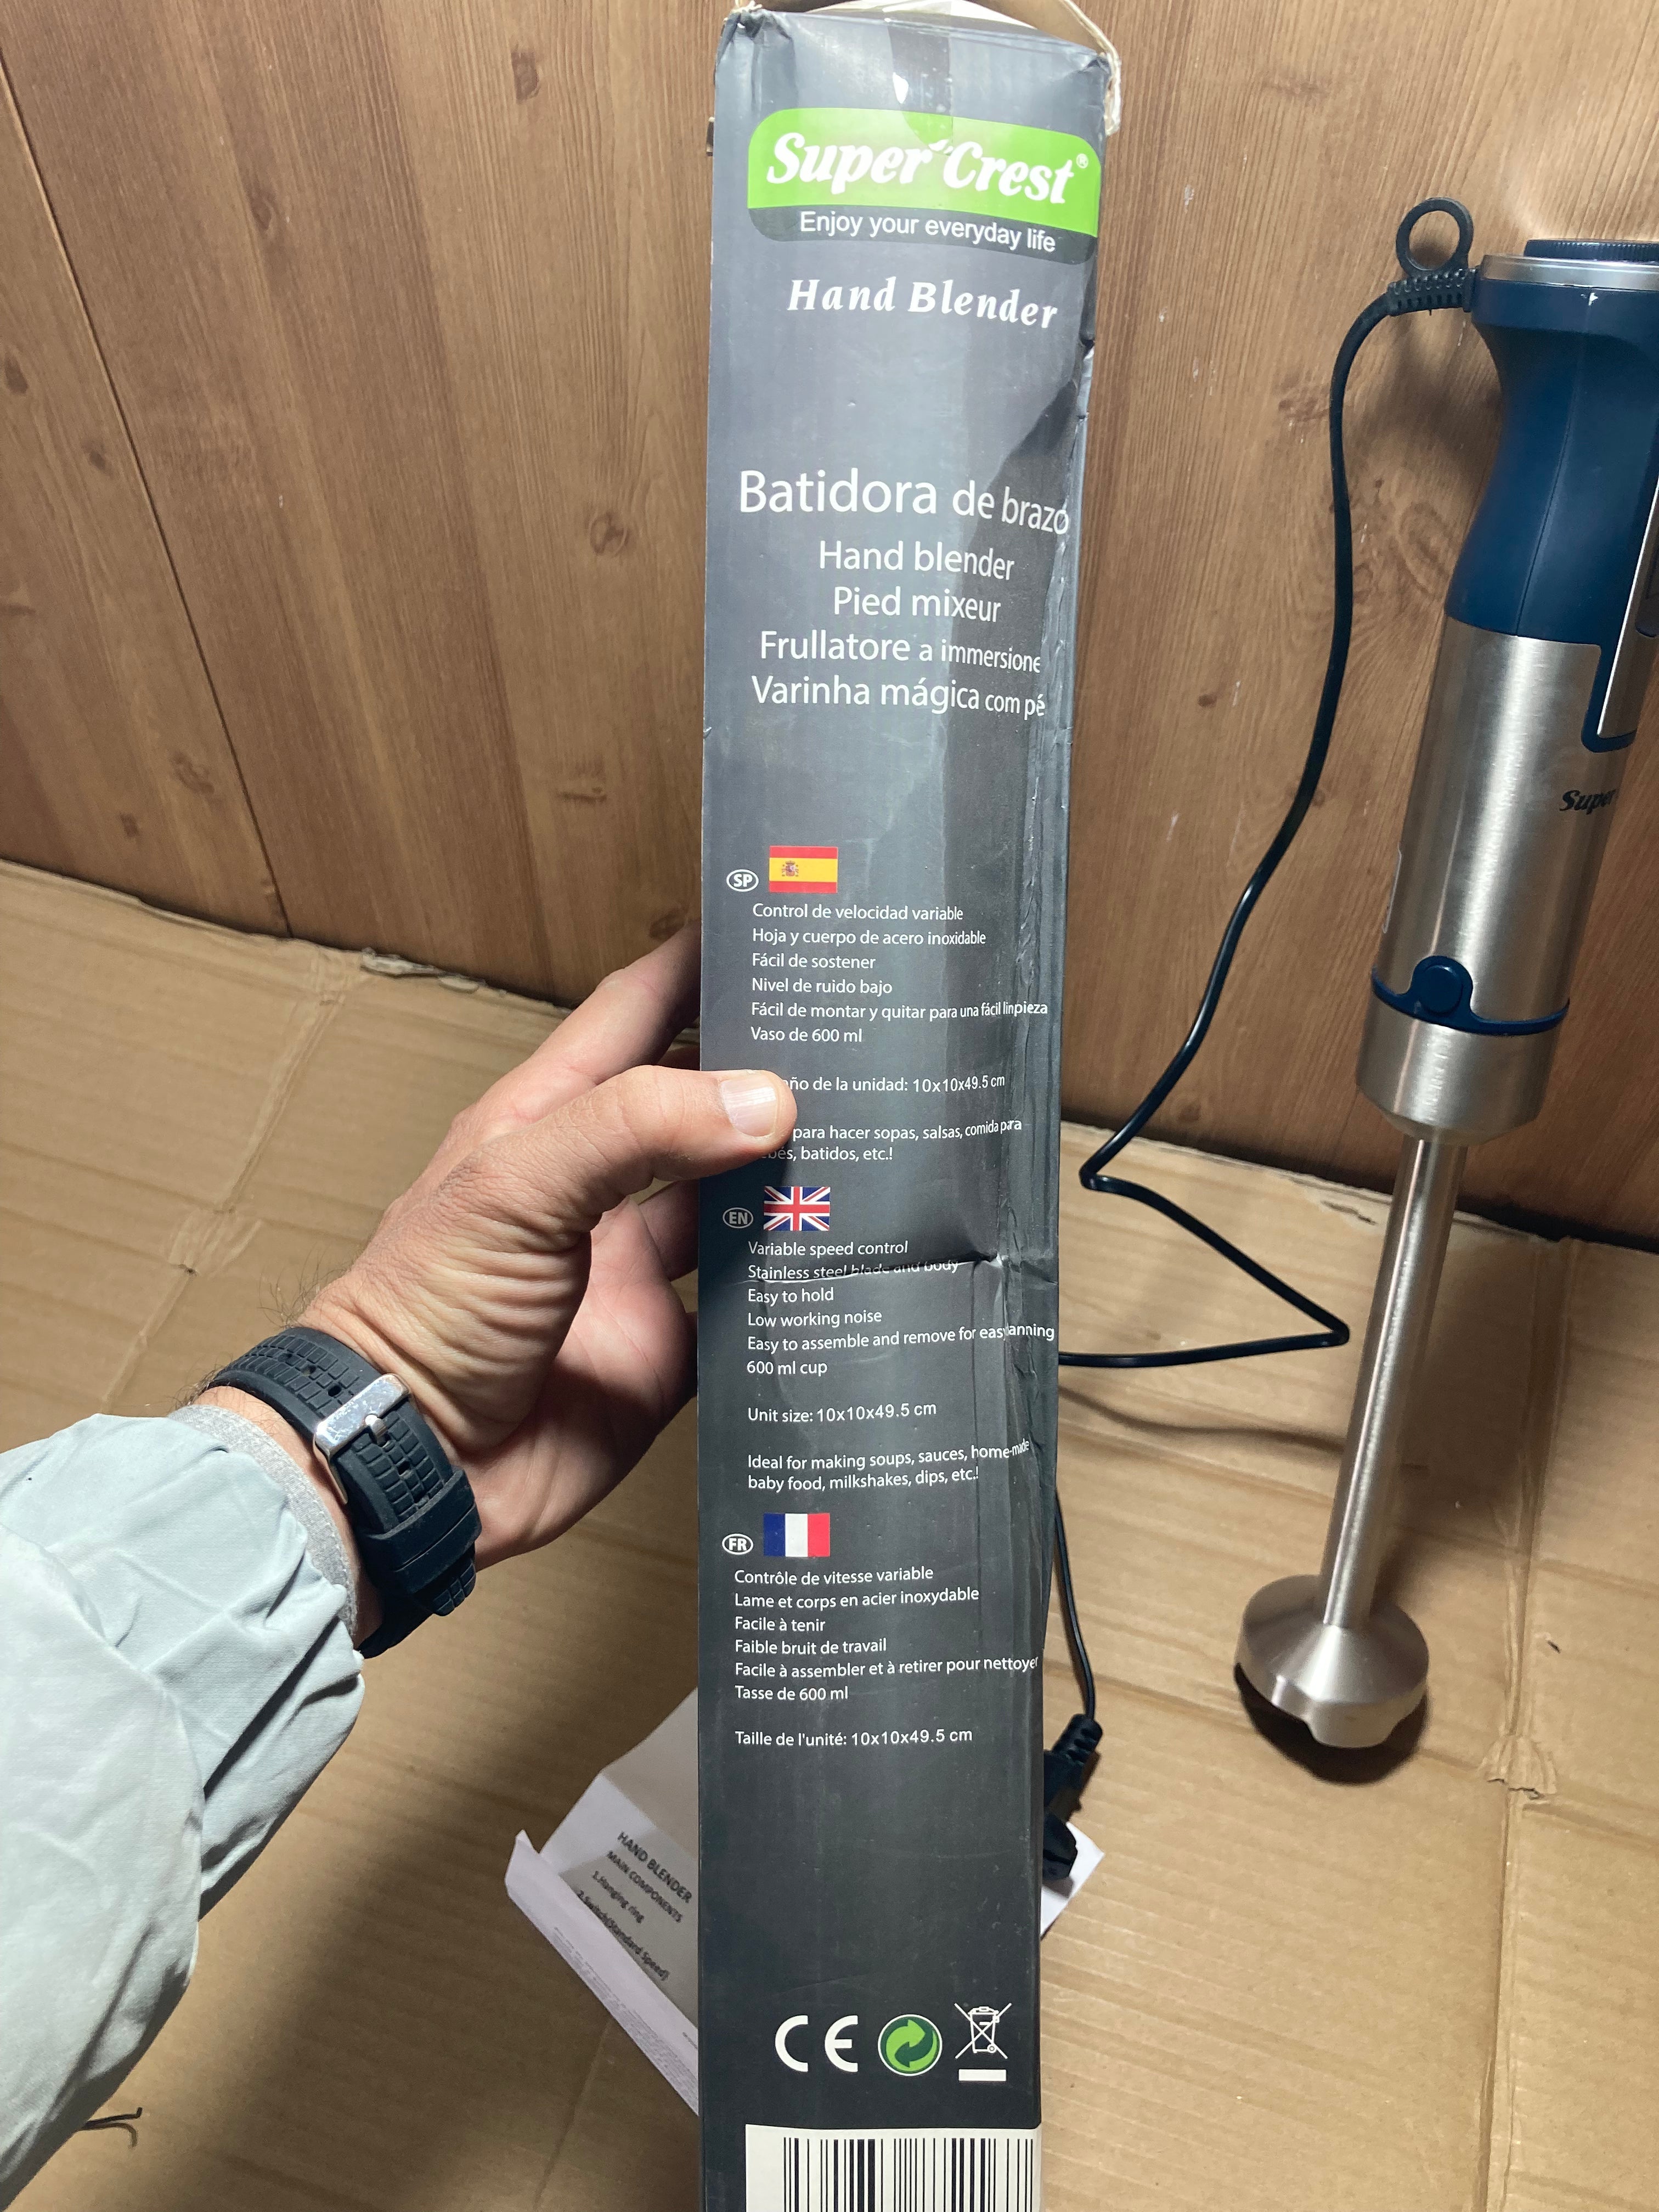 Super Crest®
Enjoy your everyday life
Hand Blender
Batidora de brazo
Hand blender
Pied mixeur
Frullatore a immersione
Varinha mágica com pé
SP
Control de velocidad variable
Hoja y cuerpo de acero inoxidable
Fácil de sostener
Nivel de ruido bajo
Fácil de montar y quitar para una fácil linpieza
Vaso de 600 ml
de la unidad: 10x10x49.5 cm
para hacer sopas, salsas, comida para
batidos, etc.!
EN
Variable speed control
Stainless steel blade and body
Easy to hold
Low working noise
Easy to assemble and remove for
600 ml cup
Unit size: 10x10x49.5 cm
Ideal for making soups, sauces, home-made
baby food, milkshakes, dips, etc.!
FR
Contrôle de vitesse variable
Lame et corps en acier inoxydable
Facile à tenir
Faible bruit de travail
Facile à assembler et à retirer pour nettoyer
Tasse de 600 ml
Taille de l'unité: 10x10x49.5 cm
CE
Super
HAND BLENDER
MAIN COMPONENTS
1.Hanging ring
2.Switch(Standard Speed)